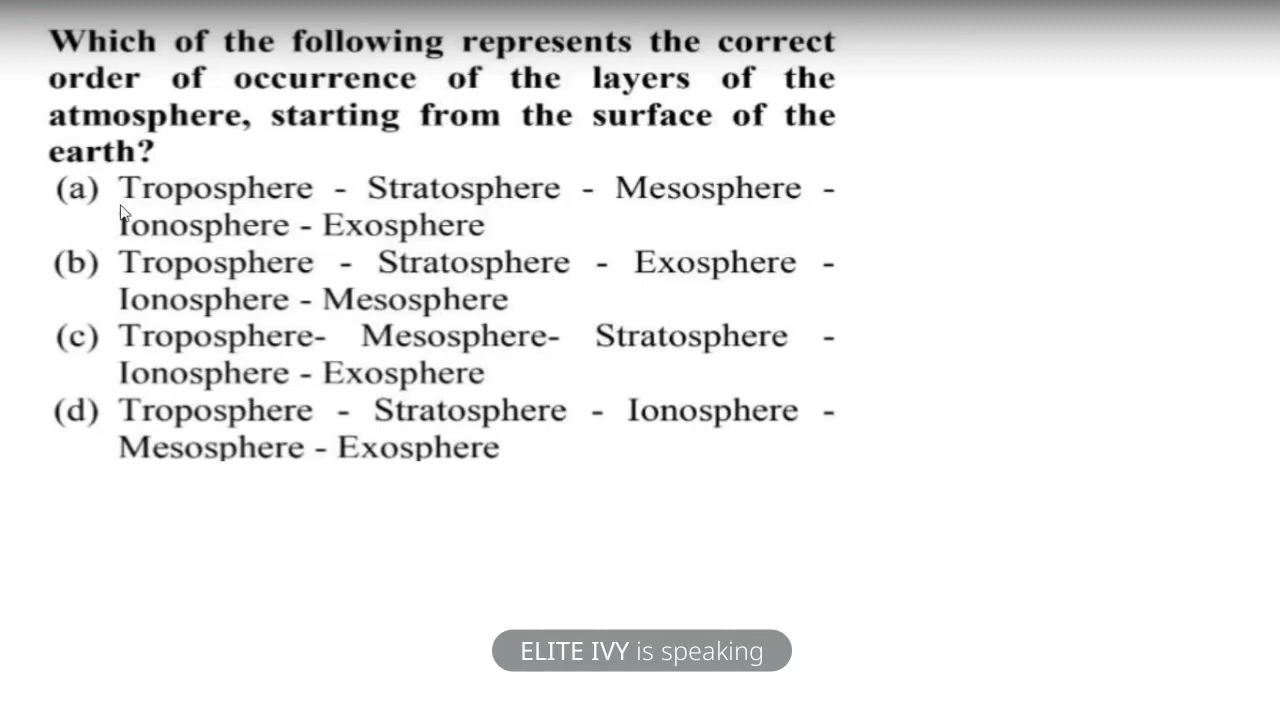 Which of the following represents the correct
order of occurrence of the layers of the
atmosphere, starting from the surface of the
earth?
(a) Troposphere - Stratosphere - Mesosphere -
Ionosphere - Exosphere
(b) Troposphere - Stratosphere - Exosphere -
Ionosphere - Mesosphere
(c) Troposphere- Mesosphere- Stratosphere -
Ionosphere - Exosphere
(d) Troposphere - Stratosphere - Ionosphere -
Mesosphere - Exosphere
ELITE IVY is speaking